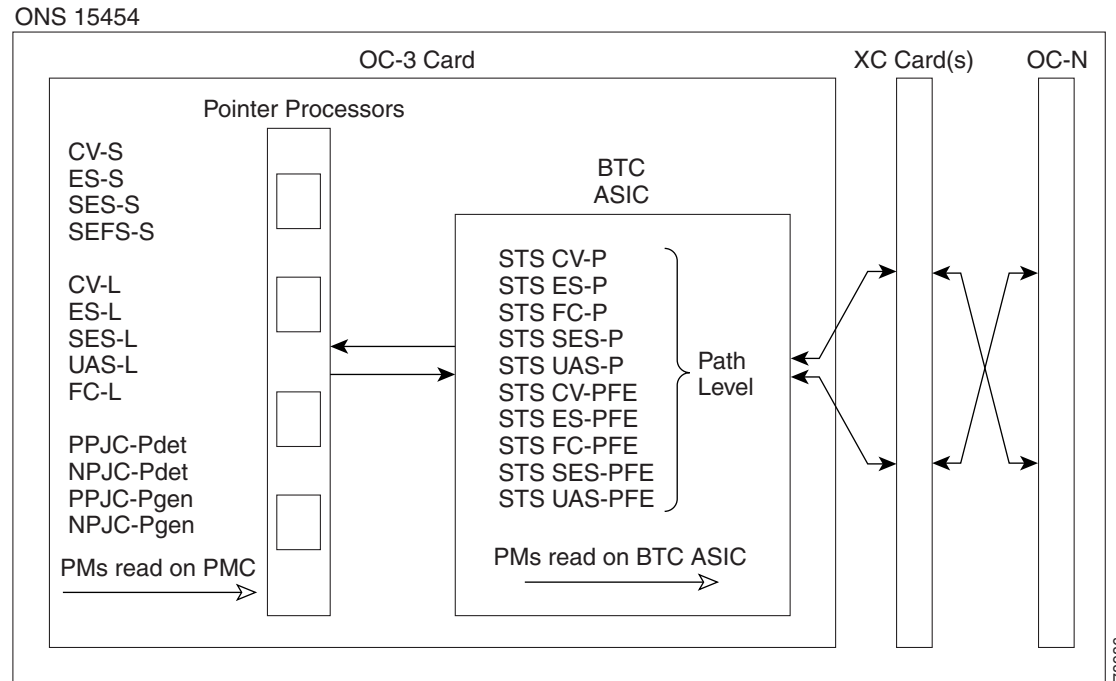 ONS 15454
OC-3 Card
XC Card(s)
OC-N
Pointer Processors
CV-S
ES-S
SES-S
SEFS-S
CV-L
ES-L
SES-L
UAS-L
FC-L
PPJC-Pdet
NPJC-Pdet
PPJC-Pgen
NPJC-Pgen
PMs read on PMC
BTC
ASIC
STS CV-P
STS ES-P
STS FC-P
STS SES-P
STS UAS-P
STS CV-PFE
STS ES-PFE
STS FC-PFE
STS SES-PFE
STS UAS-PFE
Path
Level
PMs read on BTC ASIC